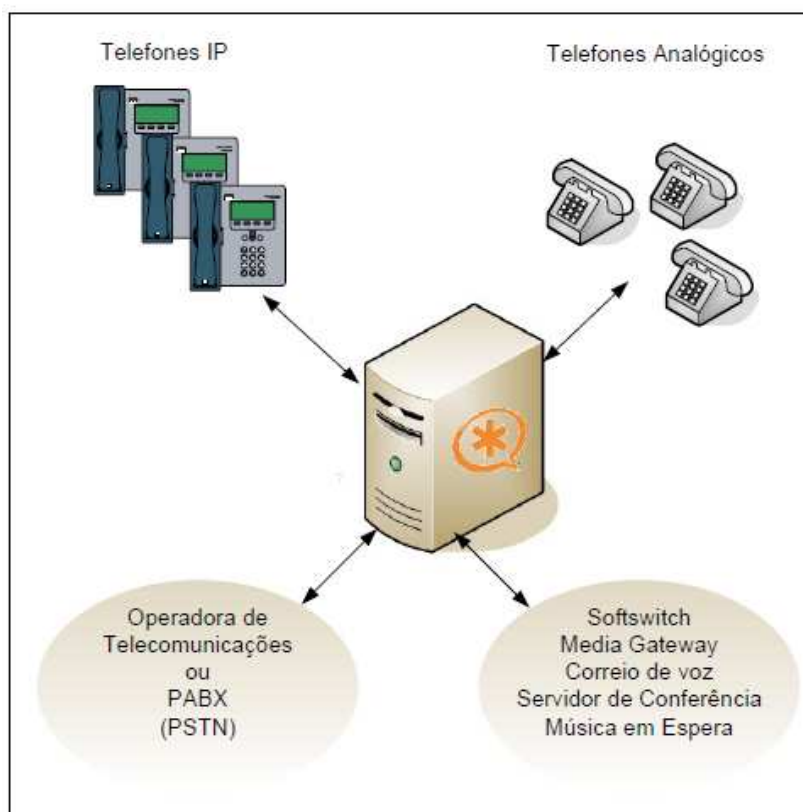 Telefones IP
Telefones Analógicos
Operadora de
Telecomunicações
ou
PABX
(PSTN)
Softswitch
Media Gateway
Correio de voz
Servidor de Conferência
Música em Espera